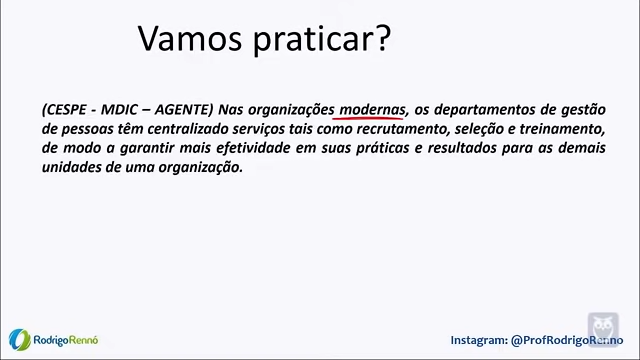 Vamos praticar?
(CESPE - MDIC – AGENTE) Nas organizações modernas, os departamentos de gestão
de pessoas têm centralizado serviços tais como recrutamento, seleção e treinamento,
de modo a garantir mais efetividade em suas práticas e resultados para as demais
unidades de uma organização.
RodrigoRennó
Instagram: @ProfRodrigoRenno